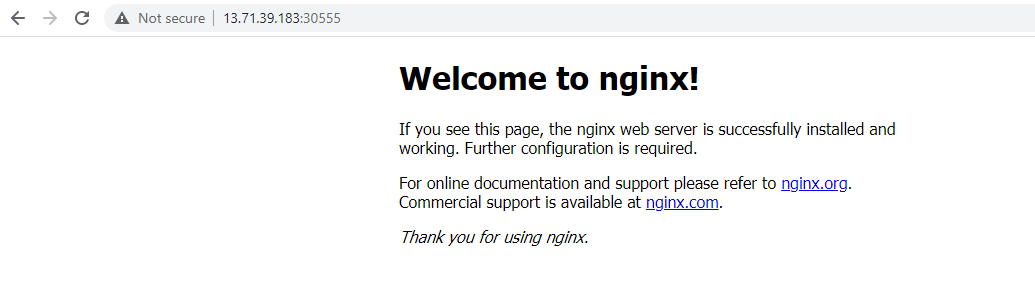 Not secure | 13.71.39.183:30555
Welcome to nginx!
If you see this page, the nginx web server is successfully installed and
working. Further configuration is required.
For online documentation and support please refer to nginx.org.
Commercial support is available at nginx.com.
Thank you for using nginx.